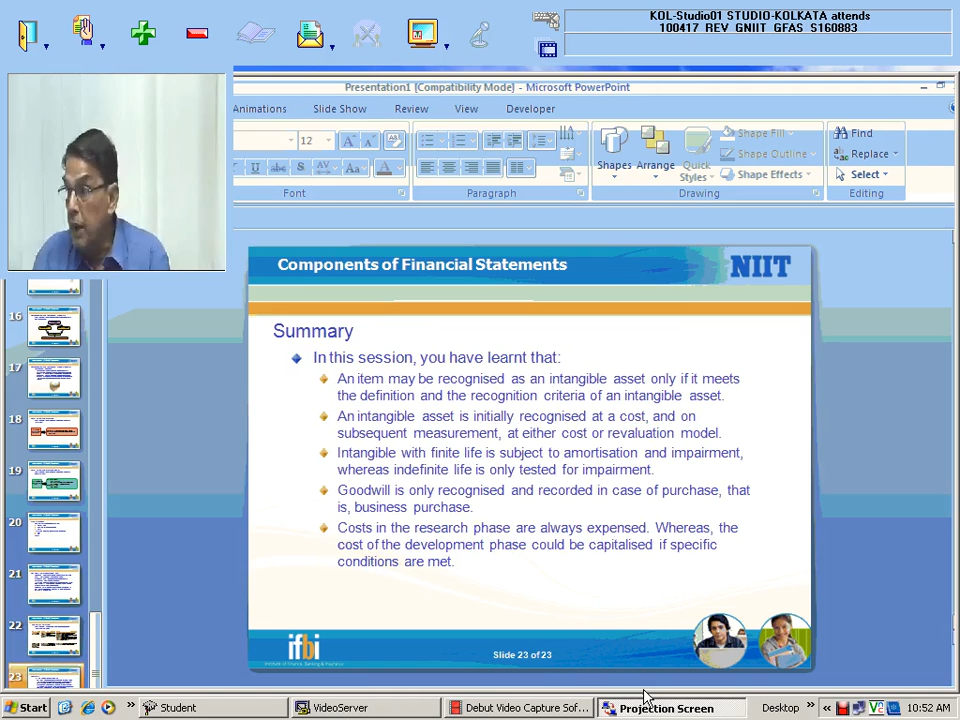 KOL-Studio01 STUDIO-KOLKATA attends
100417_REV_GNIIT_GFAS_S160883
Presentation1 [Compatibility Mode] - Microsoft PowerPoint
Animations Slide Show Review View Developer
12
Shapes Arrange Quick Styles
Shape Fill
Shape Outline
Shape Effects
Find
Replace
Select
Font Paragraph Drawing Editing
Components of Financial Statements
NIIT
Summary
In this session, you have learnt that:
An item may be recognised as an intangible asset only if it meets
the definition and the recognition criteria of an intangible asset.
An intangible asset is initially recognised at a cost, and on
subsequent measurement, at either cost or revaluation model.
Intangible with finite life is subject to amortisation and impairment,
whereas indefinite life is only tested for impairment.
Goodwill is only recognised and recorded in case of purchase, that
is, business purchase.
Costs in the research phase are always expensed. Whereas, the
cost of the development phase could be capitalised if specific
conditions are met.
ifbi
Institute of Finance, Banking & Insurance
Slide 23 of 23
16
17
18
19
20
21
22
23
Start Student VideoServer Debut Video Capture Sof... Projection Screen Desktop 10:52 AM